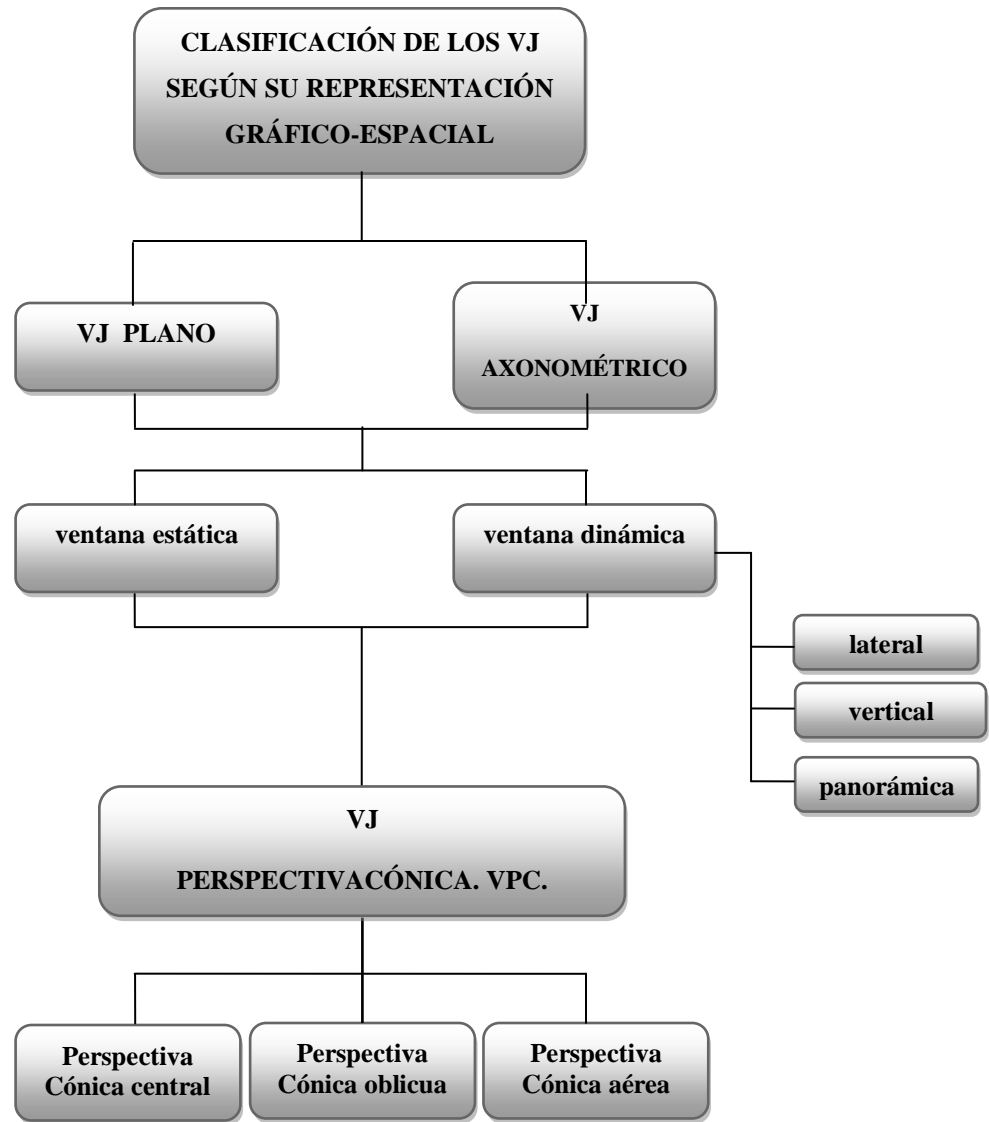 CLASIFICACIÓN DE LOS VJ
SEGÚN SU REPRESENTACIÓN
GRÁFICO-ESPACIAL
VJ PLANO
VJ
AXONOMÉTRICO
ventana estática
ventana dinámica
lateral
vertical
panorámica
VJ
PERSPECTIVACÓNICA. VPC.
Perspectiva
Cónica central
Perspectiva
Cónica oblicua
Perspectiva
Cónica aérea